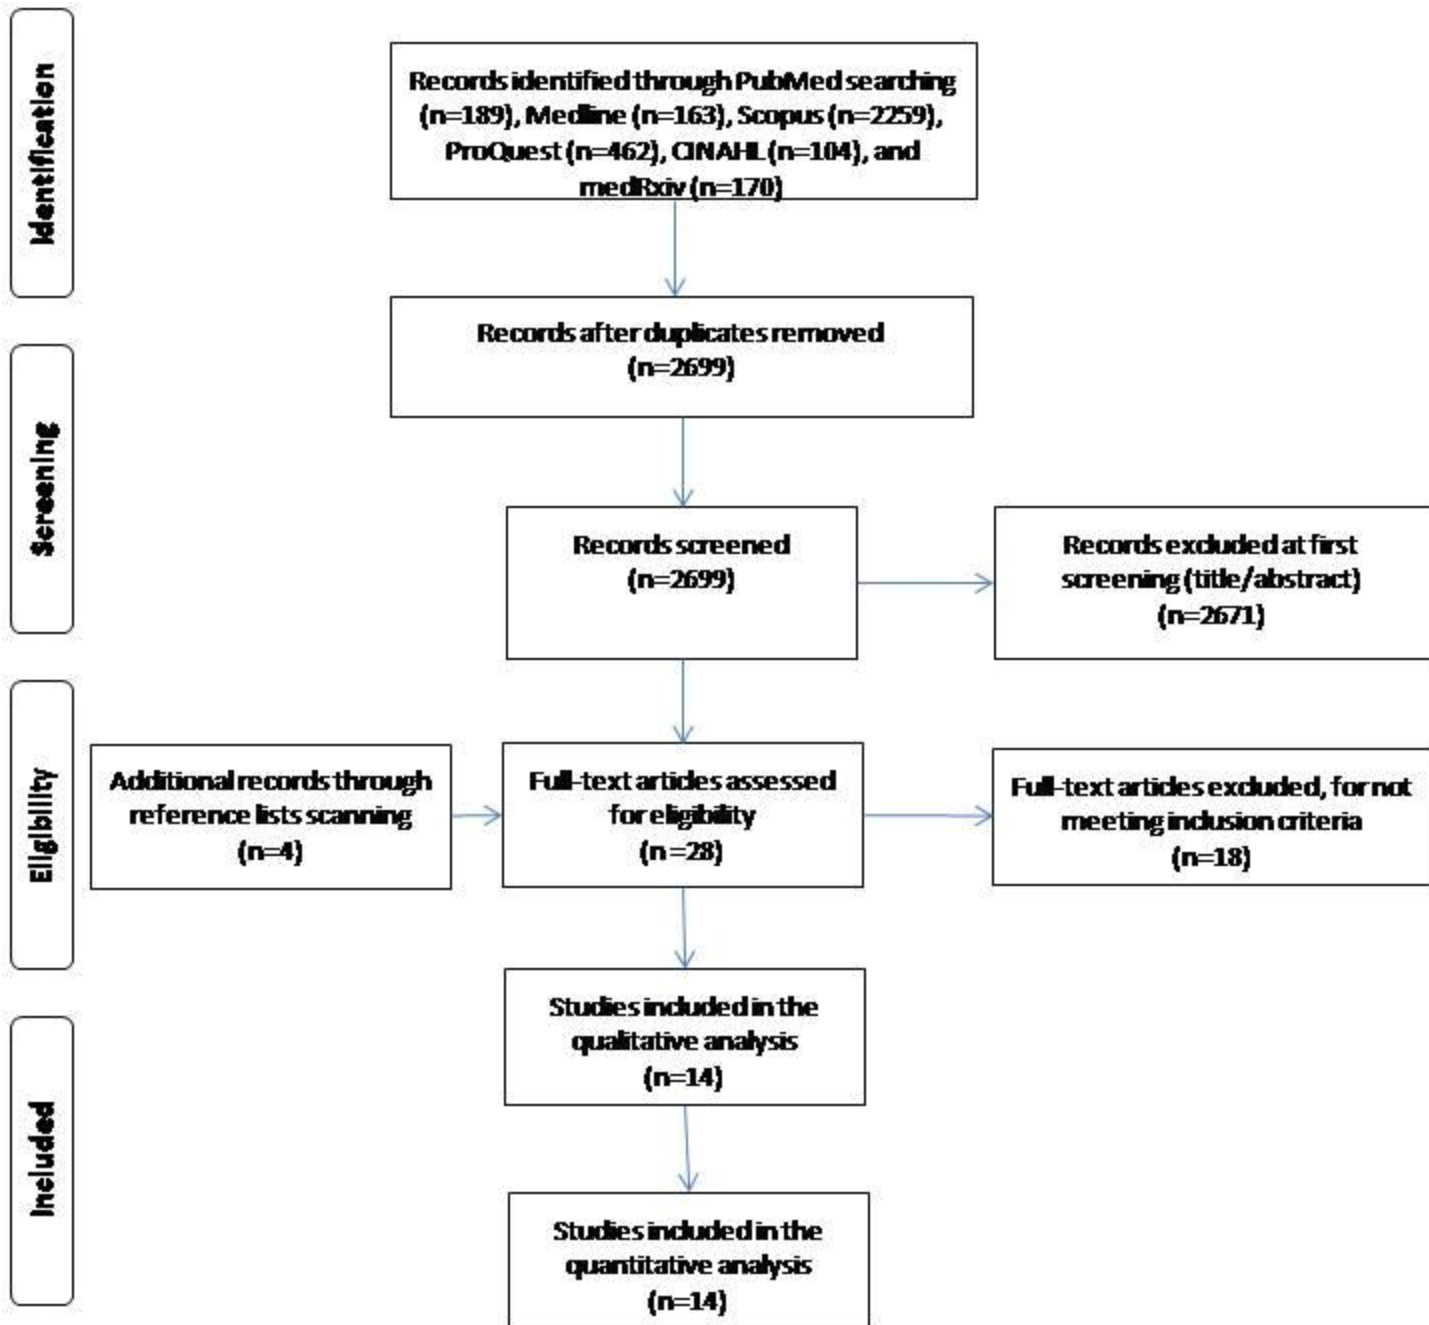 Identification
Records identified through PubMed searching
(n=189), Medline (n=163), Scopus (n=2259),
ProQuest (n=462), CINAHL (n=104), and
medRxiv (n=170)
Records after duplicates removed
(n=2699)
Screening
Records screened
(n=2699)
Records excluded at first
screening (title/abstract)
(n=2671)
Eligibility
Additional records through
reference lists scanning
(n=4)
Full-text articles assessed
for eligibility
(n =28)
Full-text articles excluded, for not
meeting inclusion criteria
(n=18)
Included
Studies included in the
qualitative analysis
(n=14)
Studies included in the
quantitative analysis
(n=14)